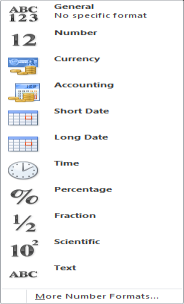 ABC
123
General
No specific format
12
Number
Currency
Accounting
Short Date
Long Date
Time
%
Percentage
½
Fraction
10²
Scientific
ABC
Text
More Number Formats...